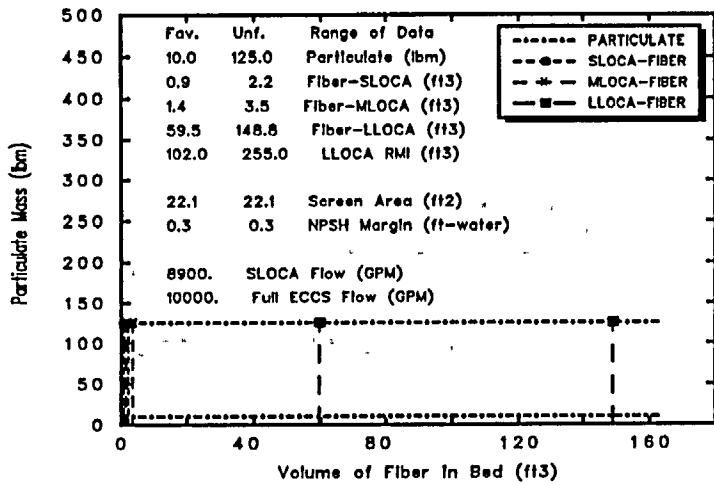 500
450
400
350
300
250
200
150
100
50
0
Particulate Mass (lbm)
Fav. Unf. Range of Data
10.0 125.0 Particulate (lbm)
0.9 2.2 Fiber-SLOCA (ft3)
1.4 3.5 Fiber-MLOCA (ft3)
59.5 148.8 Fiber-LLOCA (ft3)
102.0 255.0 LLOCA RMI (ft3)
22.1 22.1 Screen Area (ft2)
0.3 0.3 NPSH Margin (ft-water)
8900. SLOCA Flow (GPM)
10000. Full ECCS Flow (GPM)
PARTICULATE
SLOCA-FIBER
MLOCA-FIBER
LLOCA-FIBER
0 40 80 120 160
Volume of Fiber in Bed (ft3)